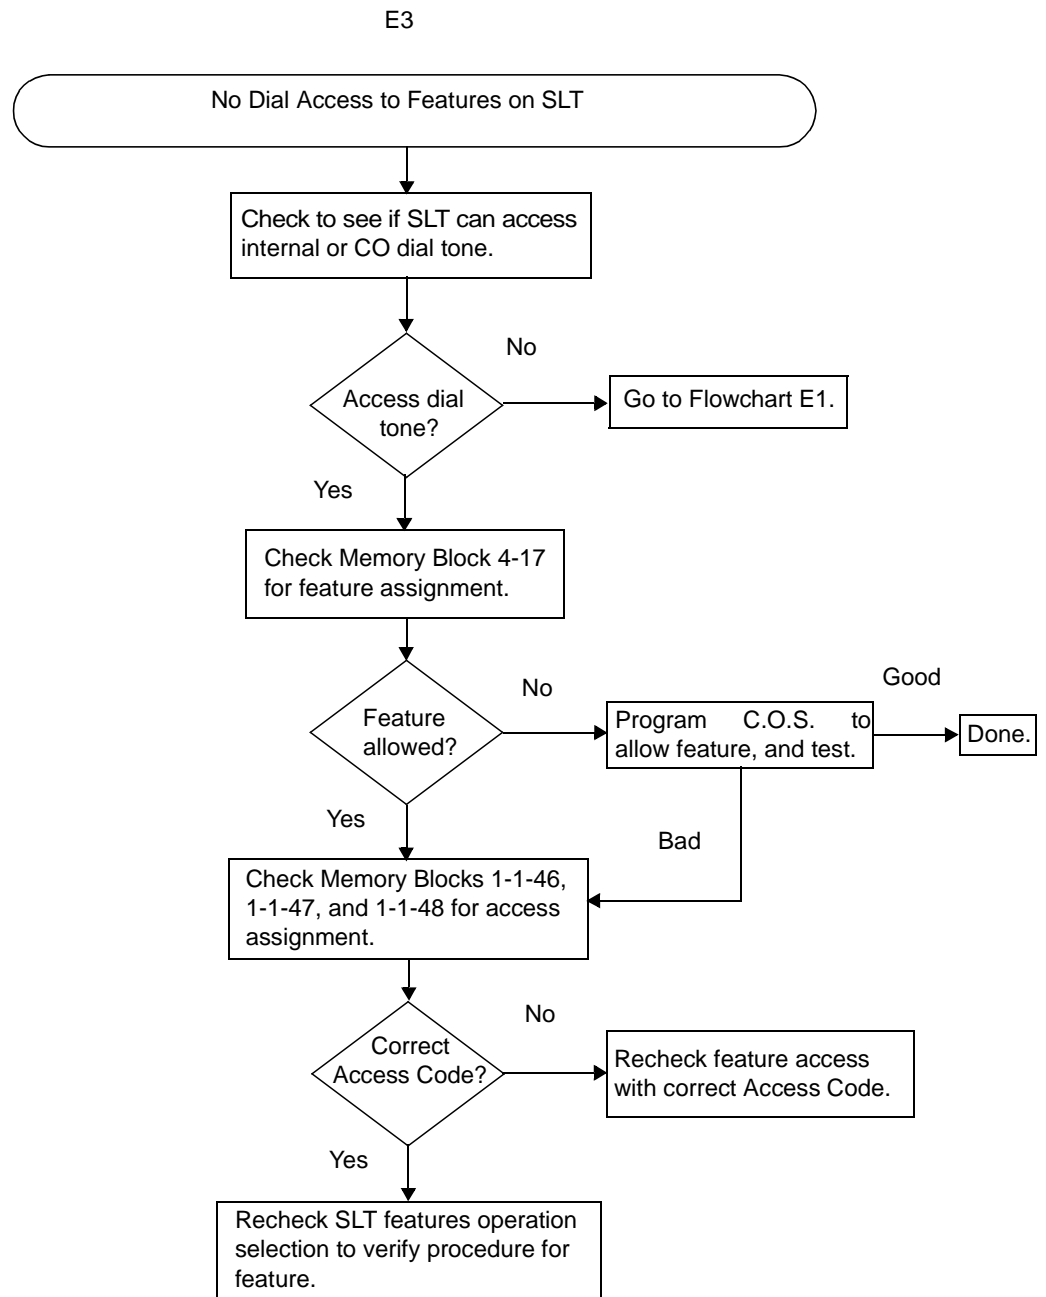 E3
No Dial Access to Features on SLT
Check to see if SLT can access
internal or CO dial tone.
No
Access dial
tone?
Go to Flowchart E1.
Yes
Check Memory Block 4-17
for feature assignment.
Good
No
Feature
allowed?
Program C.O.S. to
allow feature, and test.
Done.
Yes
Bad
Check Memory Blocks 1-1-46,
1-1-47, and 1-1-48 for access
assignment.
No
Correct
Access Code?
Recheck feature access
with correct Access Code.
Yes
Recheck SLT features operation
selection to verify procedure for
feature.